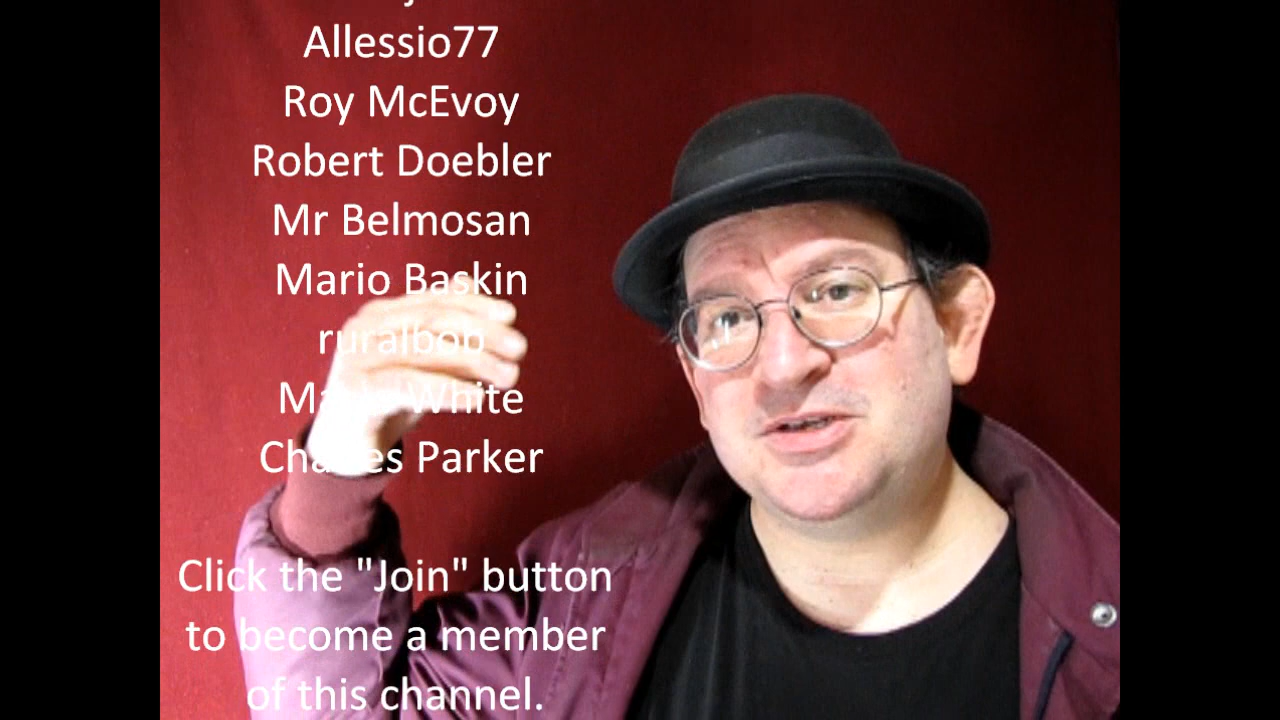 Allessio77
Roy McEvoy
Robert Doebler
Mr Belmosan
Mario Baskin
ruralbob
White
Charles Parker
Click the "Join" button
to become a member
of this channel.